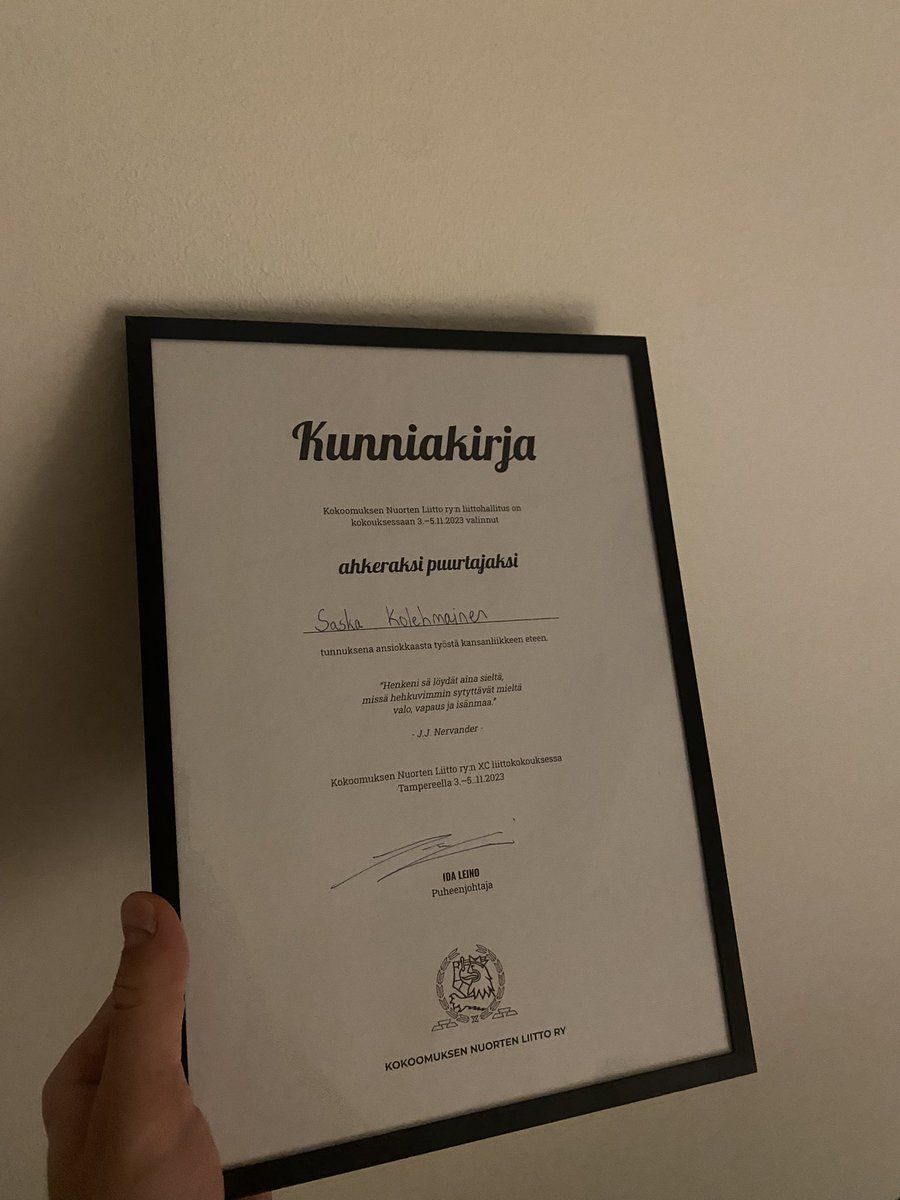 Kunniakirja
Kokoomuksen Nuorten Liitto ry:n liittohallitus on
kokouksessaan 3.–5.11.2023 valinnut
ahkeraksi puurtajaksi
Saska Kolehmainen
tunnuksena ansiokkaasta työstä kansanliikkeen eteen.
"Henkeni sä löydät aina sieltä,
missä hehkuvimmin sytyttävät mieltä
valo, vapaus ja isänmaa."
- J.J. Nervander -
Kokoomuksen Nuorten Liitto ry:n XC liittokokouksessa
Tampereella 3.–5..11.2023
IDA LEINO
Puheenjohtaja
KOKOOMUKSEN NUORTEN LIITTO RY